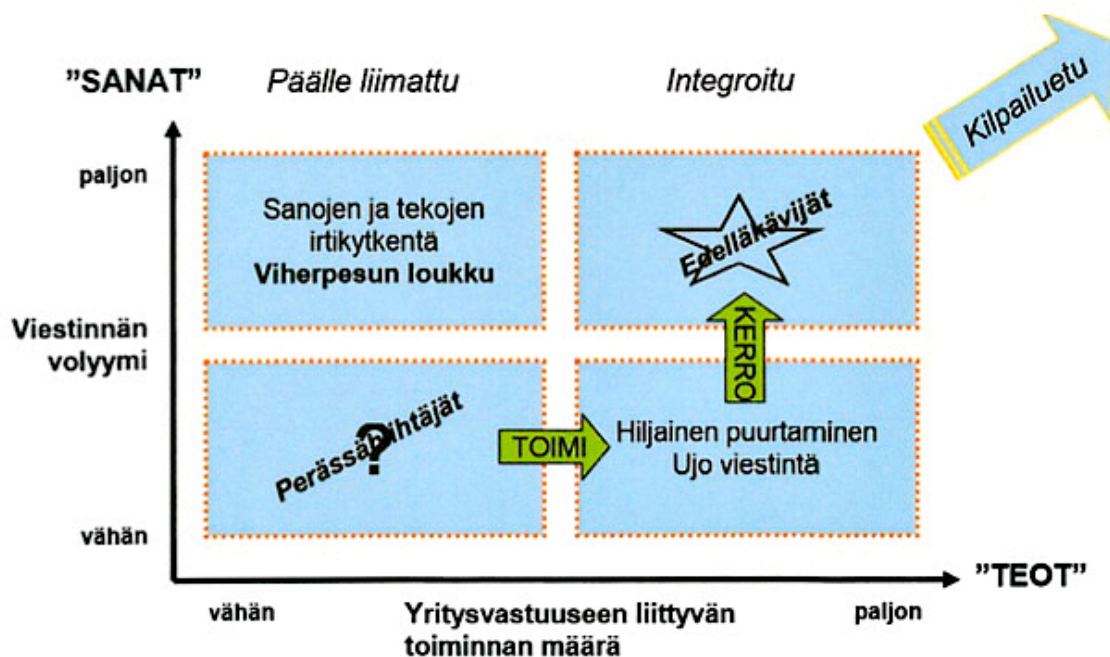 "SANAT"
Päälle liimattu
Integroitu
Kilpailuetu
paljon
Sanojen ja tekojen
irtikytkentä
Viherpesun loukku
Edelläkävijät
Viestinnän
volyymi
KERRO
Perässähiihtäjät
?
TOIMI
Hiljainen puurtaminen
Ujo viestintä
vähän
"TEOT"
vähän
Yritysvastuuseen liittyvän
toiminnan määrä
paljon